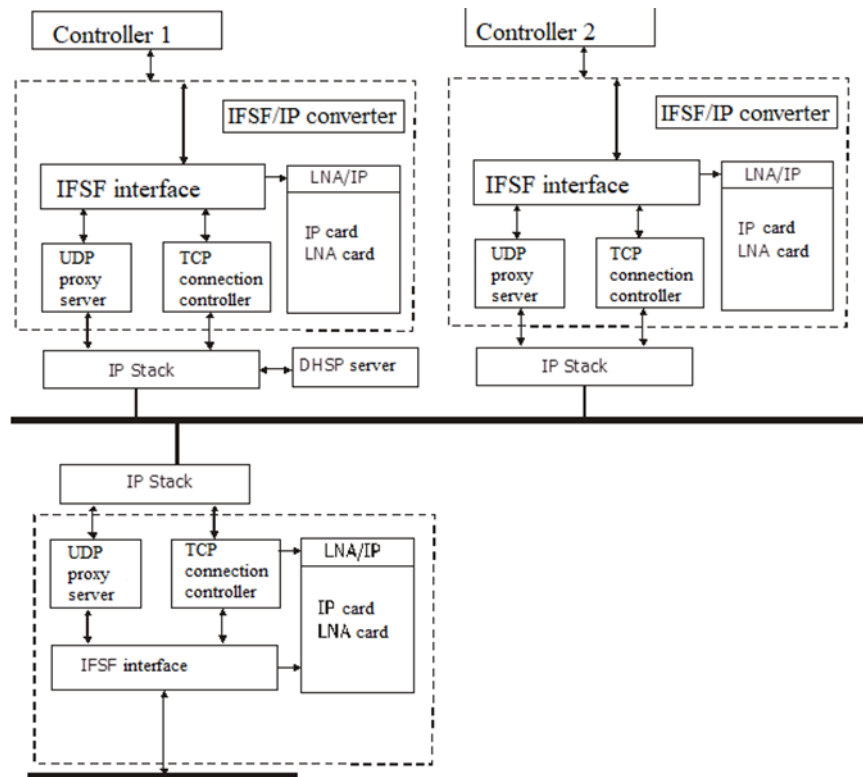 Controller 1
Controller 2
IFSF/IP converter
IFSF/IP converter
IFSF interface
LNA/IP
IFSF interface
LNA/IP
IP card
LNA card
IP card
LNA card
UDP
proxy
server
TCP
connection
controller
UDP
proxy
server
TCP
connection
controller
IP Stack
DHSP server
IP Stack
IP Stack
UDP
proxy
server
TCP
connection
controller
LNA/IP
IP card
LNA card
IFSF interface